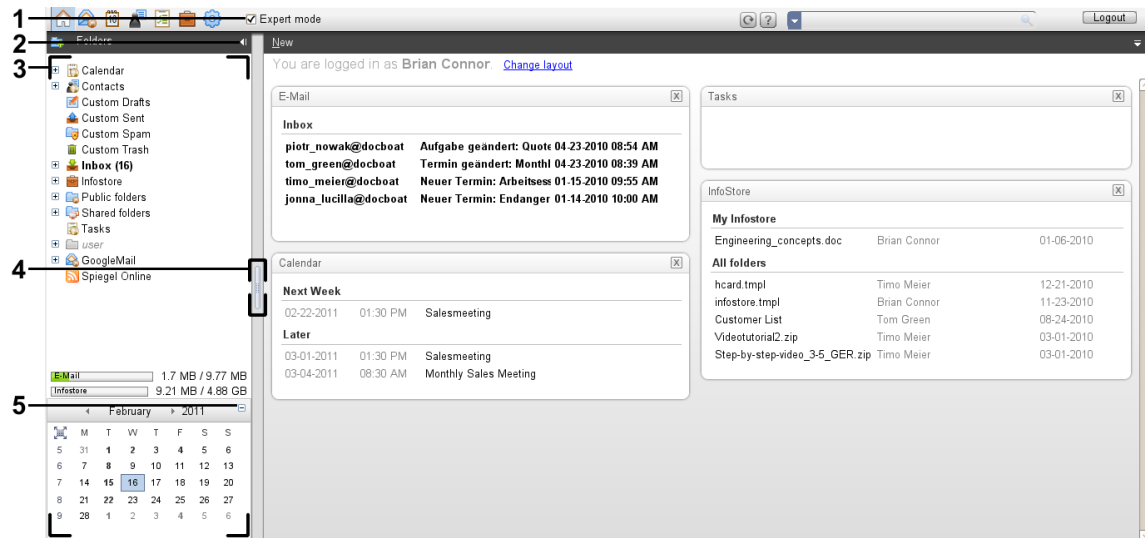 1
Expert mode
?
Logout
2
Folders
New
3
Calendar
Contacts
Custom Drafts
Custom Sent
Custom Spam
Custom Trash
Inbox (16)
Infostore
Public folders
Shared folders
Tasks
user
GoogleMail
Spiegel Online
4
E-Mail 1.7 MB / 9.77 MB
Infostore 9.21 MB / 4.88 GB
5
February 2011
M T W T F S S
5 31 1 2 3 4 5 6
6 7 8 9 10 11 12 13
7 14 15 16 17 18 19 20
8 21 22 23 24 25 26 27
9 28 1 2 3 4 5 6
You are logged in as Brian Connor. Change layout
E-Mail X
Inbox
piotr_nowak@docboat Aufgabe geändert: Quote 04-23-2010 08:54 AM
tom_green@docboat Termin geändert: Monthl 04-23-2010 08:39 AM
timo_meier@docboat Neuer Termin: Arbeitsess 01-15-2010 09:55 AM
jonna_lucilla@docboat Neuer Termin: Endanger 01-14-2010 10:00 AM
Calendar X
Next Week
02-22-2011 01:30 PM Salesmeeting
Later
03-01-2011 01:30 PM Salesmeeting
03-04-2011 08:30 AM Monthly Sales Meeting
Tasks X
InfoStore X
My Infostore
Engineering_concepts.doc Brian Connor 01-06-2010
All folders
hcard.tmpl Timo Meier 12-21-2010
infostore.tmpl Brian Connor 11-23-2010
Customer List Tom Green 08-24-2010
Videotutorial2.zip Timo Meier 03-01-2010
Step-by-step-video_3-5_GER.zip Timo Meier 03-01-2010